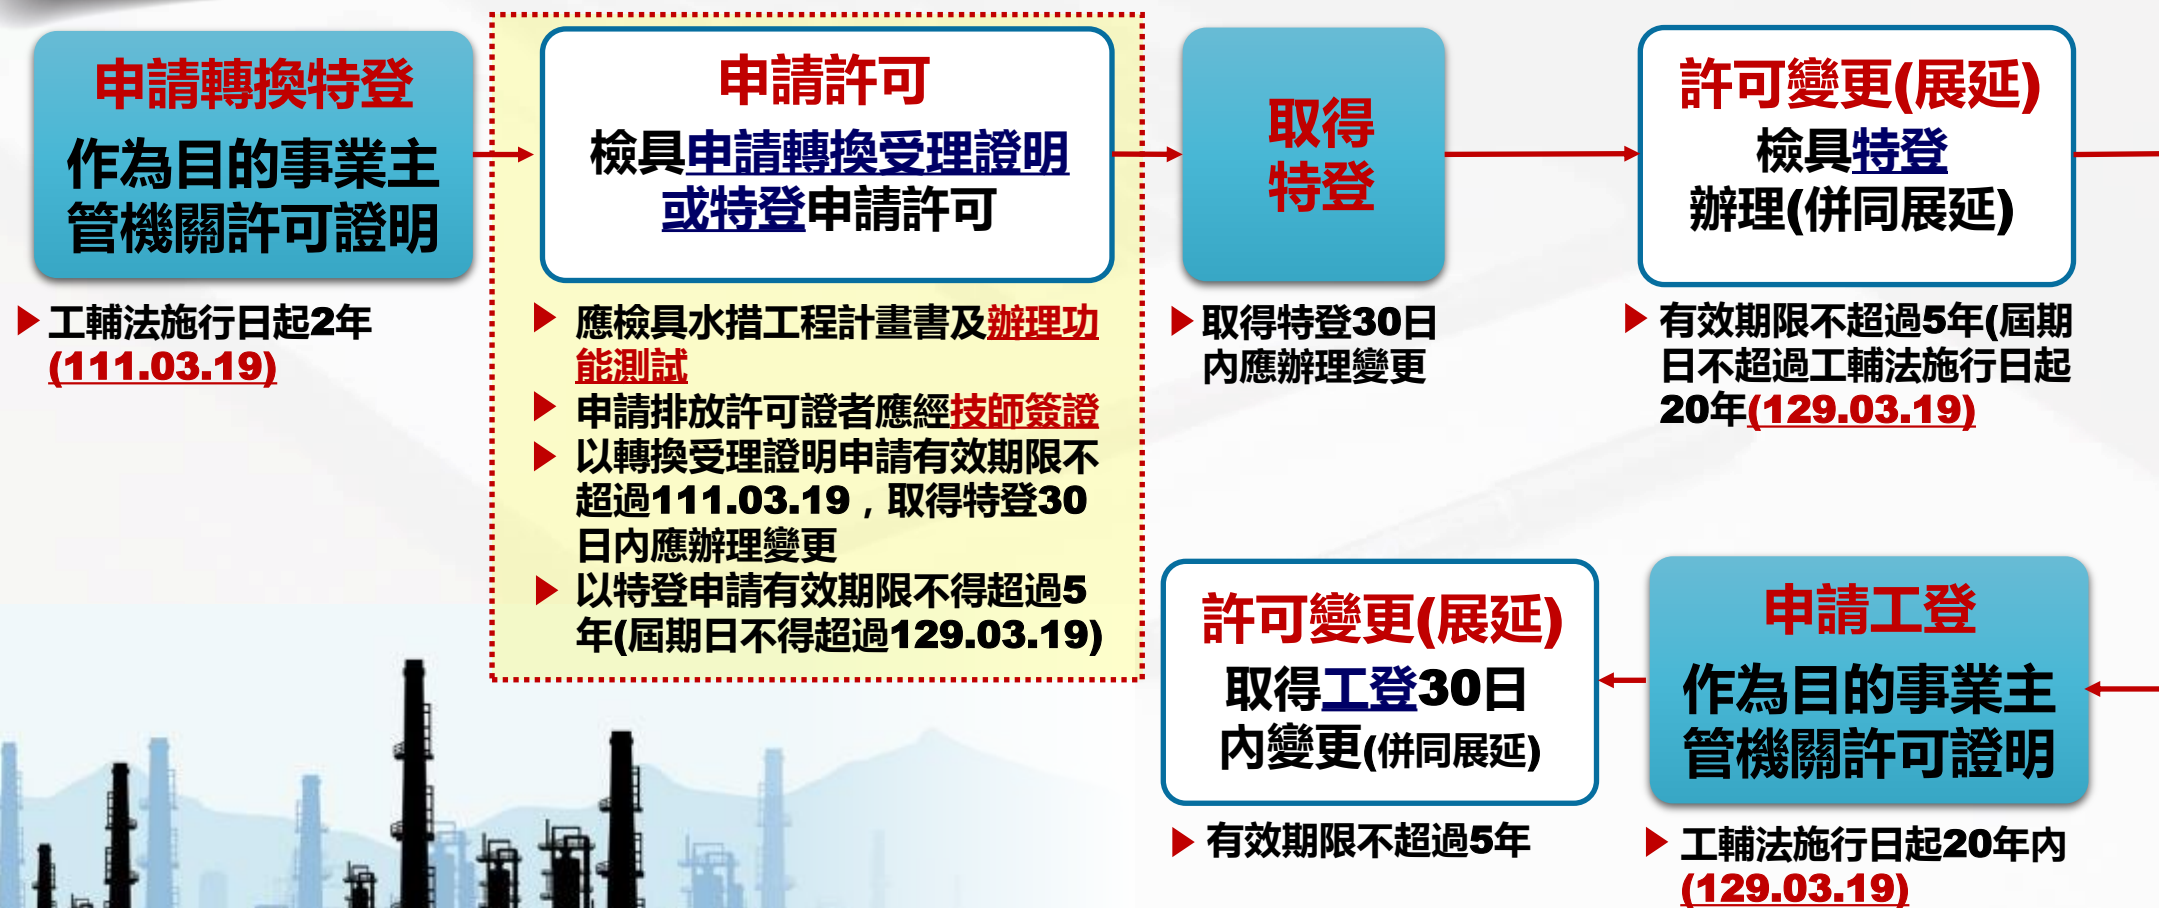 申請轉換特登
作為目的事業主
管機關許可證明
▶工輔法施行日起2年
(111.03.19)
申請許可
檢具申請轉換受理證明
或特登申請許可
▶應檢具水措工程計畫書及辦理功
能測試
▶申請排放許可證者應經技師簽證
▶以轉換受理證明申請有效期限不
超過111.03.19，取得特登30
日內應辦理變更
▶以特登申請有效期限不得超過5
年(屆期日不得超過129.03.19)
取得
特登
▶取得特登30日
內應辦理變更
許可變更(展延)
檢具特登
辦理(併同展延)
▶有效期限不超過5年(屆期
日不超過工輔法施行日起
20年(129.03.19)
申請工登
作為目的事業主
管機關許可證明
▶工輔法施行日起20年內
(129.03.19)
許可變更(展延)
取得工登30日
內變更(併同展延)
▶有效期限不超過5年